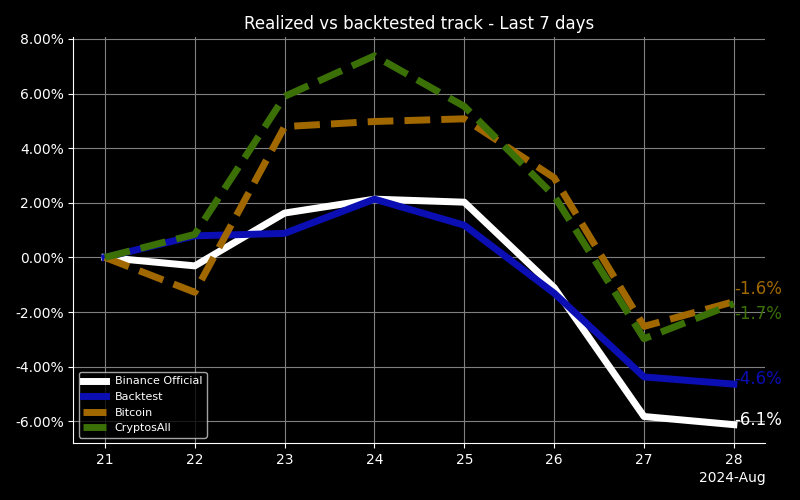 Realized vs backtested track - Last 7 days
8.00%
6.00%
4.00%
2.00%
0.00%
-2.00%
-4.00%
-6.00%
-1.6%
-1.7%
-4.6%
-6.1%
Binance Official
Backtest
Bitcoin
CryptosAll
21 22 23 24 25 26 27 28
2024-Aug